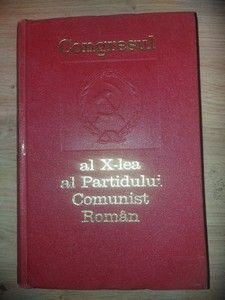 Congresul
al X-lea
al Partidului
Comunist
Român